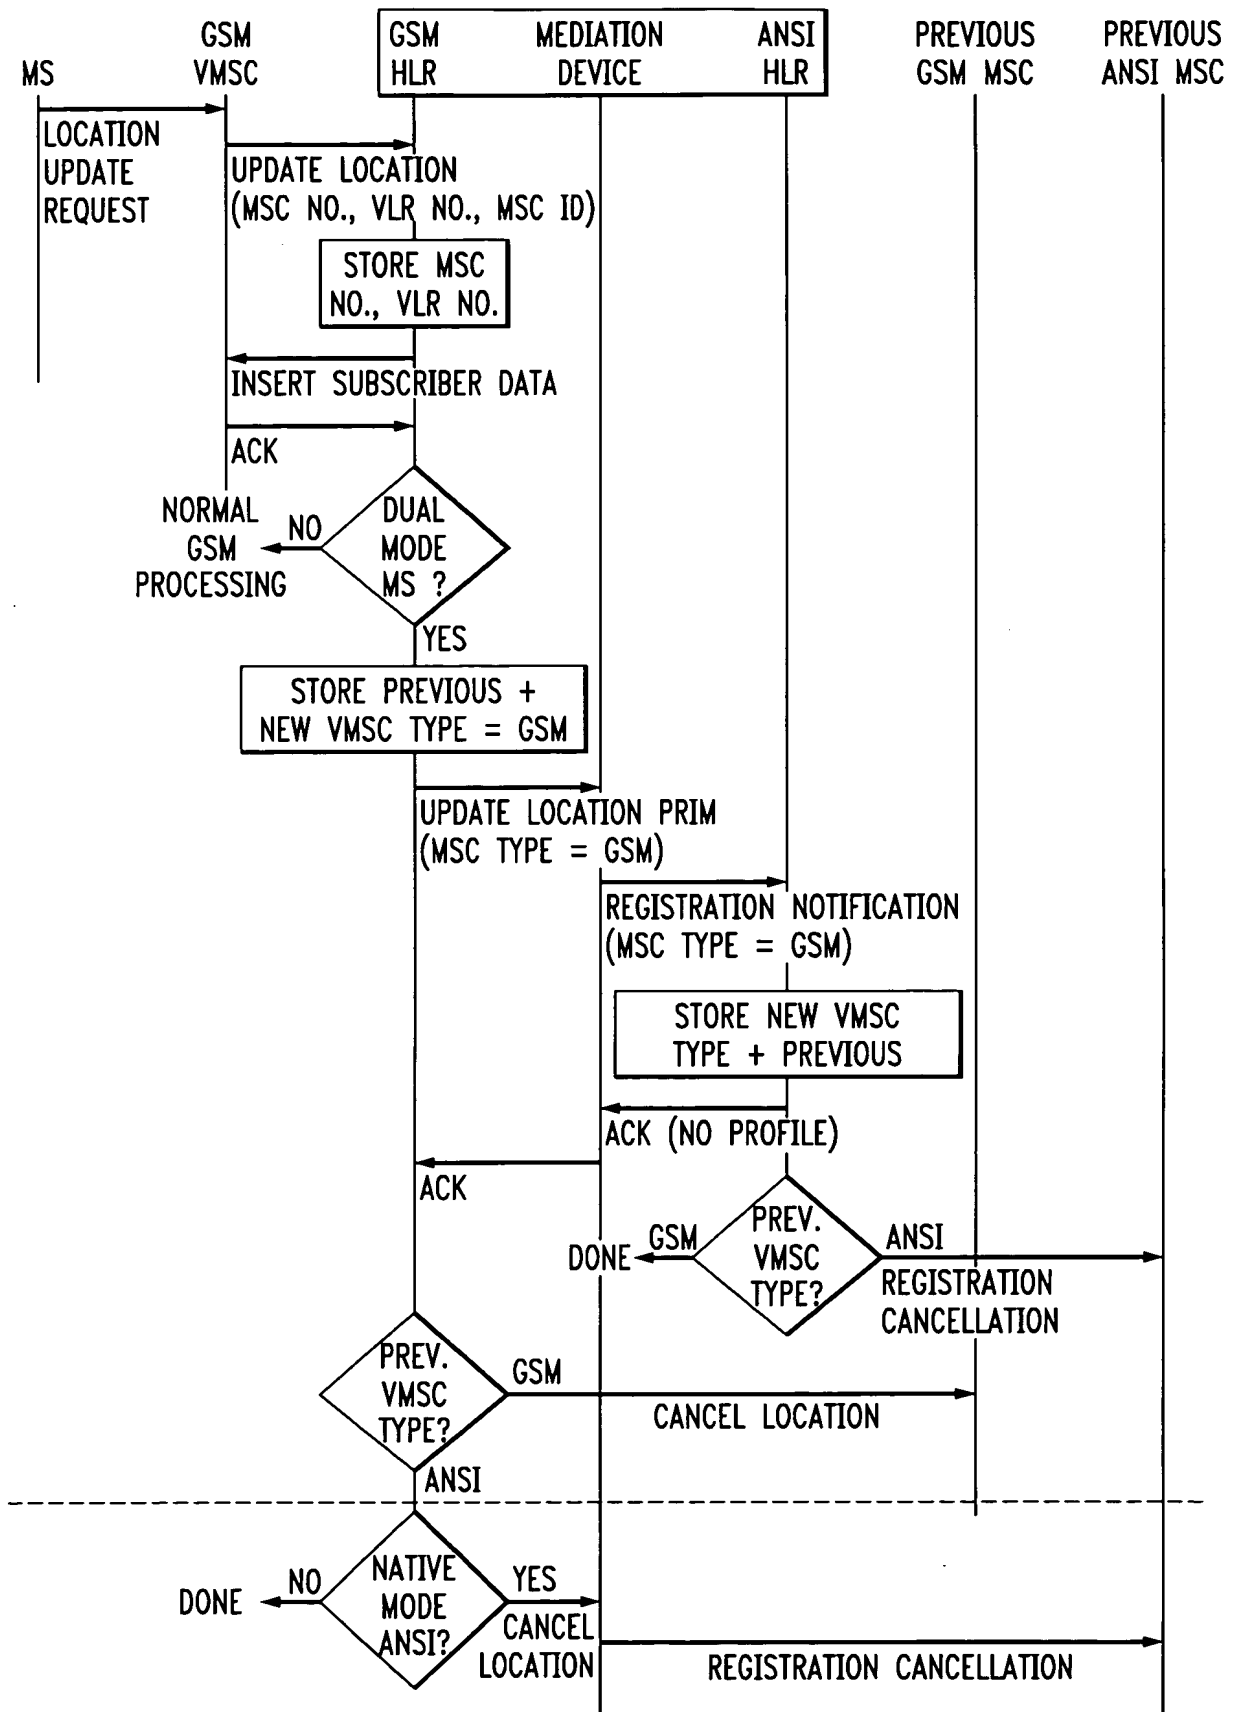 MS
GSM
VMSC
GSM
HLR
MEDIATION
DEVICE
ANSI
HLR
PREVIOUS
GSM MSC
PREVIOUS
ANSI MSC
LOCATION
UPDATE
REQUEST
UPDATE LOCATION
(MSC NO., VLR NO., MSC ID)
STORE MSC
NO., VLR NO.
INSERT SUBSCRIBER DATA
ACK
NORMAL
GSM
PROCESSING
NO
DUAL
MODE
MS ?
YES
STORE PREVIOUS +
NEW VMSC TYPE = GSM
UPDATE LOCATION PRIM
(MSC TYPE = GSM)
REGISTRATION NOTIFICATION
(MSC TYPE = GSM)
STORE NEW VMSC
TYPE + PREVIOUS
ACK (NO PROFILE)
ACK
DONE
GSM
PREV.
VMSC
TYPE?
ANSI
REGISTRATION
CANCELLATION
PREV.
VMSC
TYPE?
GSM
CANCEL LOCATION
ANSI
DONE
NO
NATIVE
MODE
ANSI?
YES
CANCEL
LOCATION
REGISTRATION CANCELLATION